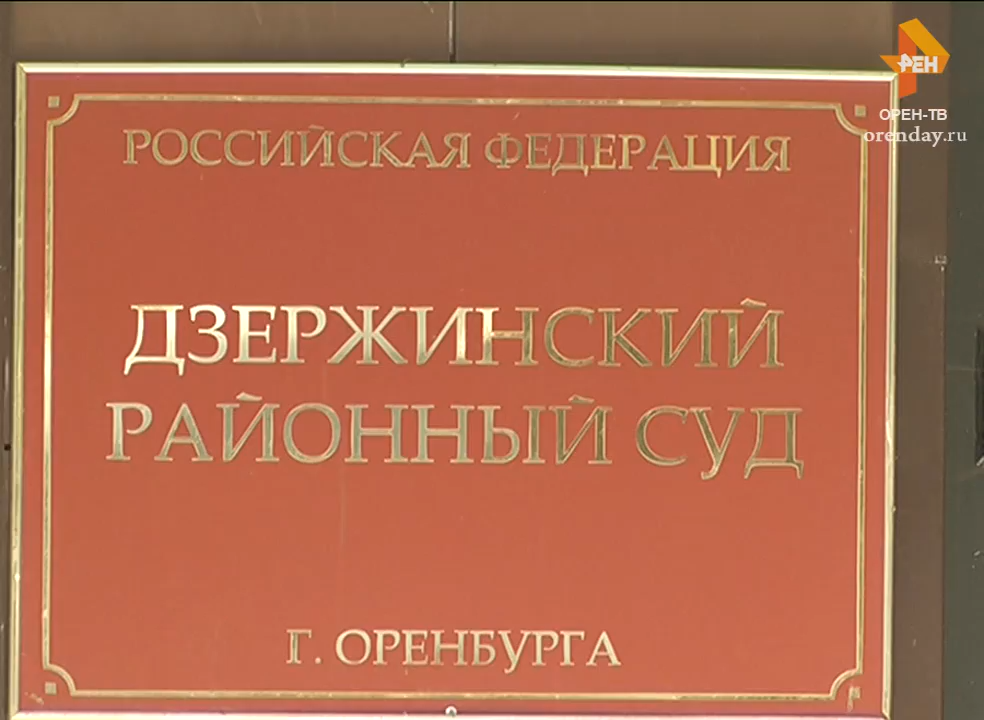 РЕН
ОРЕН-ТВ
orenday.ru
РОССИЙСКАЯ ФЕДЕРАЦИЯ
ДЗЕРЖИНСКИЙ
РАЙОННЫЙ СУД
Г. ОРЕНБУРГА